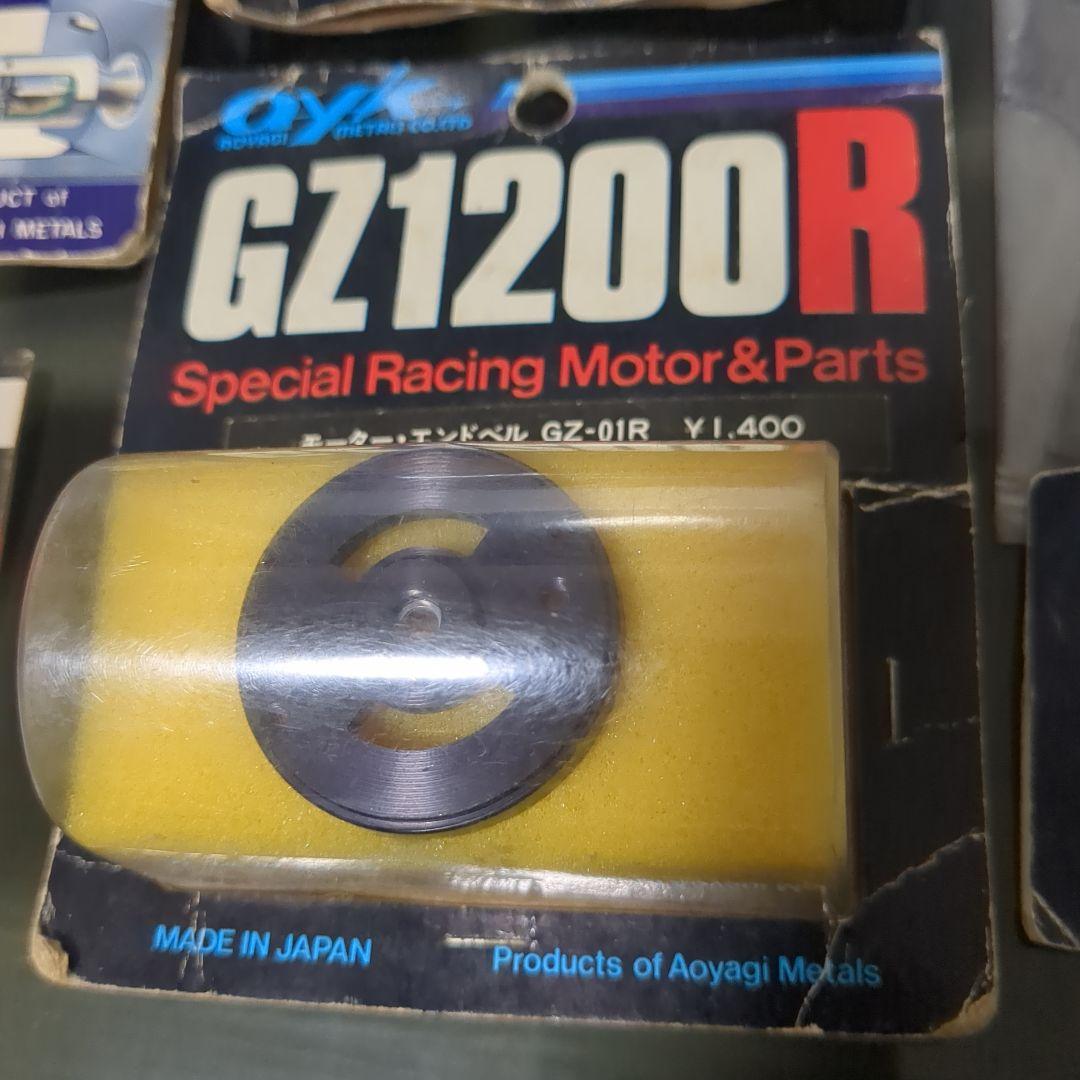 UCT of
METALS
ayk
AOYAGI METALS CO.LTD
GZ1200R
Special Racing Motor & Parts
モーター・エンドベル GZ-01R ¥1,400
MADE IN JAPAN
Products of Aoyagi Metals